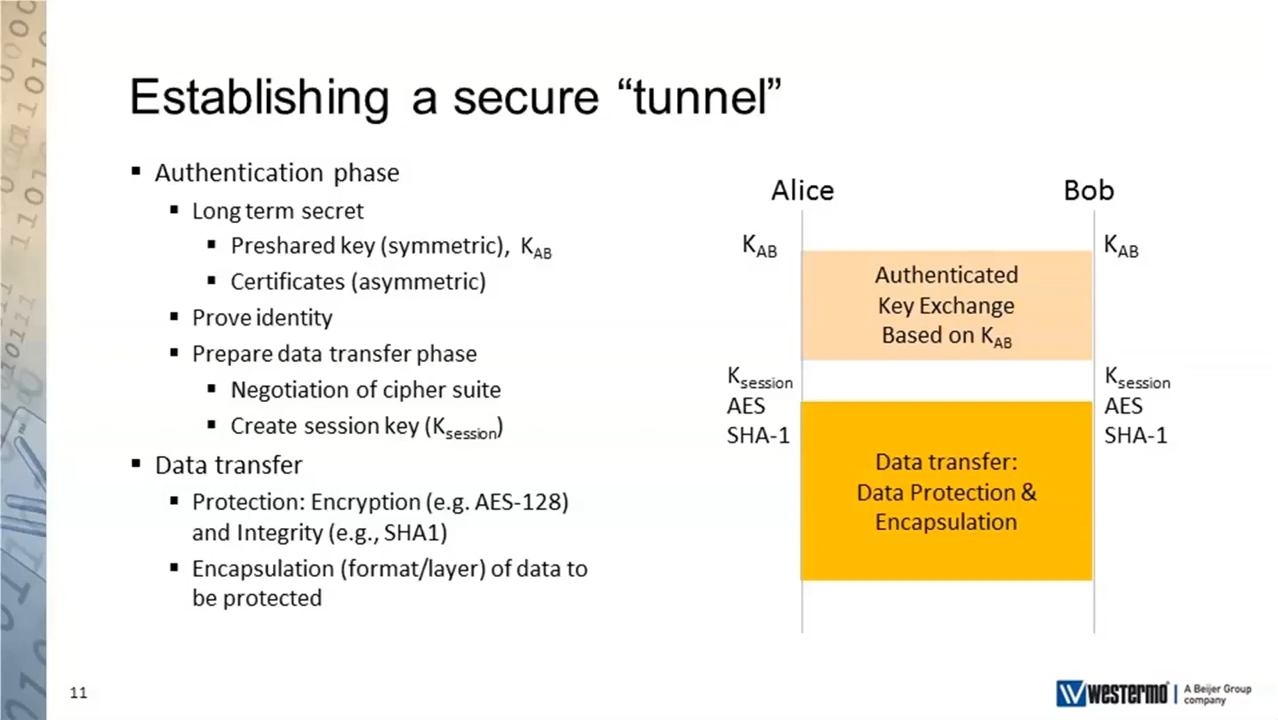 Establishing a secure “tunnel”
▪ Authentication phase
▪ Long term secret
▪ Preshared key (symmetric), KAB
▪ Certificates (asymmetric)
▪ Prove identity
▪ Prepare data transfer phase
▪ Negotiation of cipher suite
▪ Create session key (Ksession)
▪ Data transfer
▪ Protection: Encryption (e.g. AES-128)
and Integrity (e.g., SHA1)
▪ Encapsulation (format/layer) of data to
be protected
Alice
Bob
KAB
KAB
Authenticated
Key Exchange
Based on KAB
Ksession
AES
SHA-1
Ksession
AES
SHA-1
Data transfer:
Data Protection &
Encapsulation
11
westermo
A Beijer Group
company